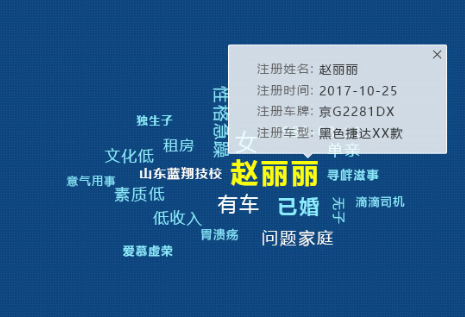 注册姓名: 赵丽丽
注册时间: 2017-10-25
注册车牌: 京G2281DX
注册车型: 黑色捷达XX款
独生子
性格急躁
女
单亲
租房
文化低
山东蓝翔技校
赵丽丽
寻衅滋事
意气用事
素质低
有车
已婚
无子
滴滴司机
低收入
胃溃疡
问题家庭
爱慕虚荣